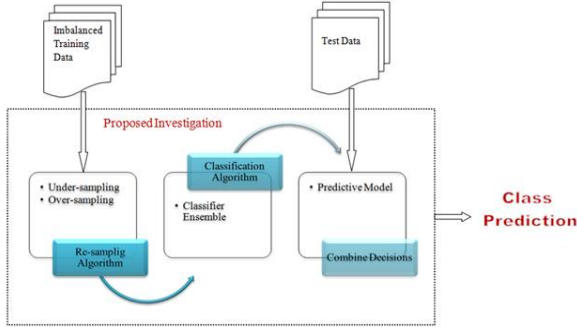 Imbalanced
Training
Data
Test Data
Proposed Investigation
• Under-sampling
• Over-sampling
Re-samplig
Algorithm
Classification
Algorithm
• Classifier
Ensemble
• Predictive Model
Combine Decisions
Class
Prediction